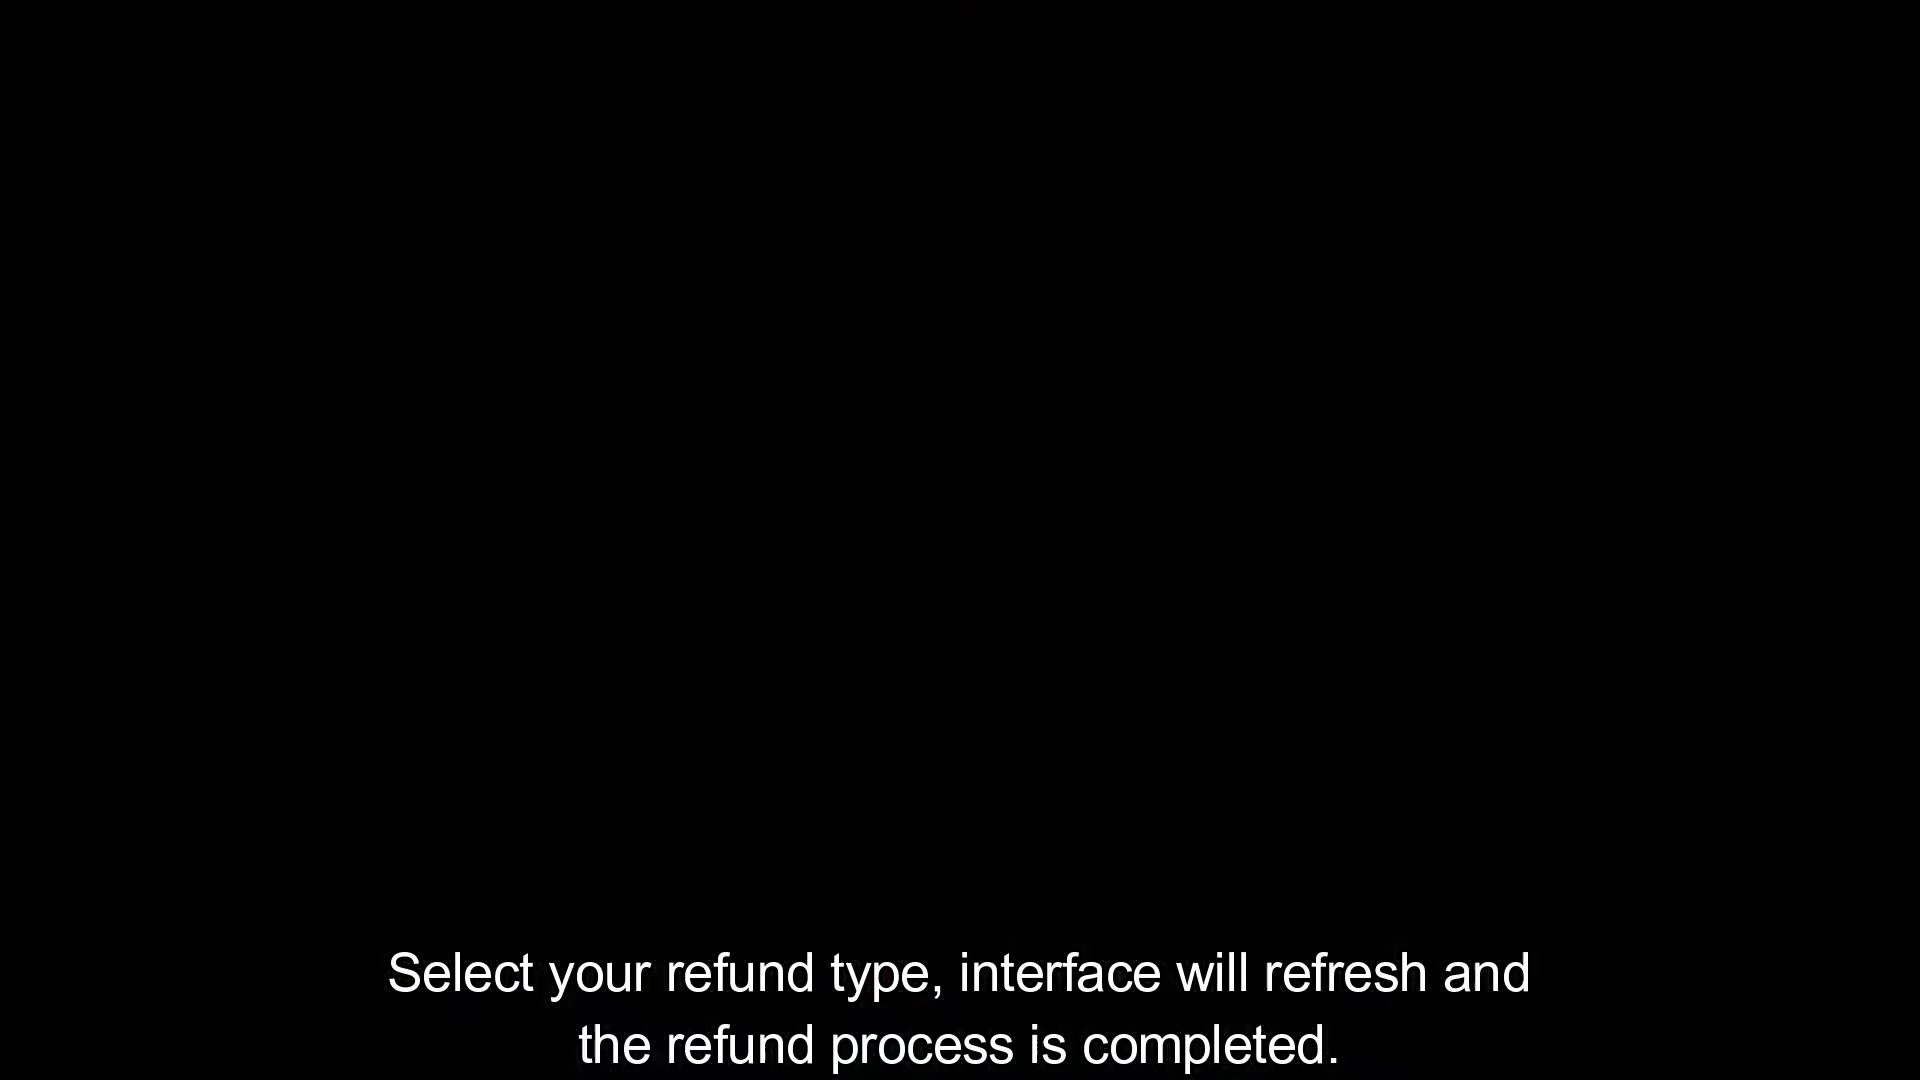 Select your refund type, interface will refresh and
the refund process is completed.